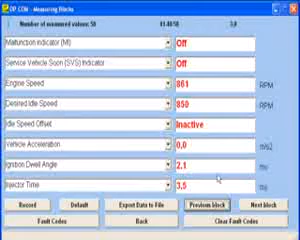 OP-COM - Measuring Blocks
Number of measured values: 50
3,0
Malfunction Indicator (MI) Off
Service Vehicle Soon (SVS) Indicator Off
Engine Speed 861 RPM
Desired Idle Speed 850 RPM
Idle Speed Offset Inactive
Vehicle Acceleration 0,0 m/s2
Ignition Dwell Angle 2,1 ms
Injector Time 3,5 ms
Record Default Export Data to File Previous block Next block
Fault Codes Back Clear Fault Codes